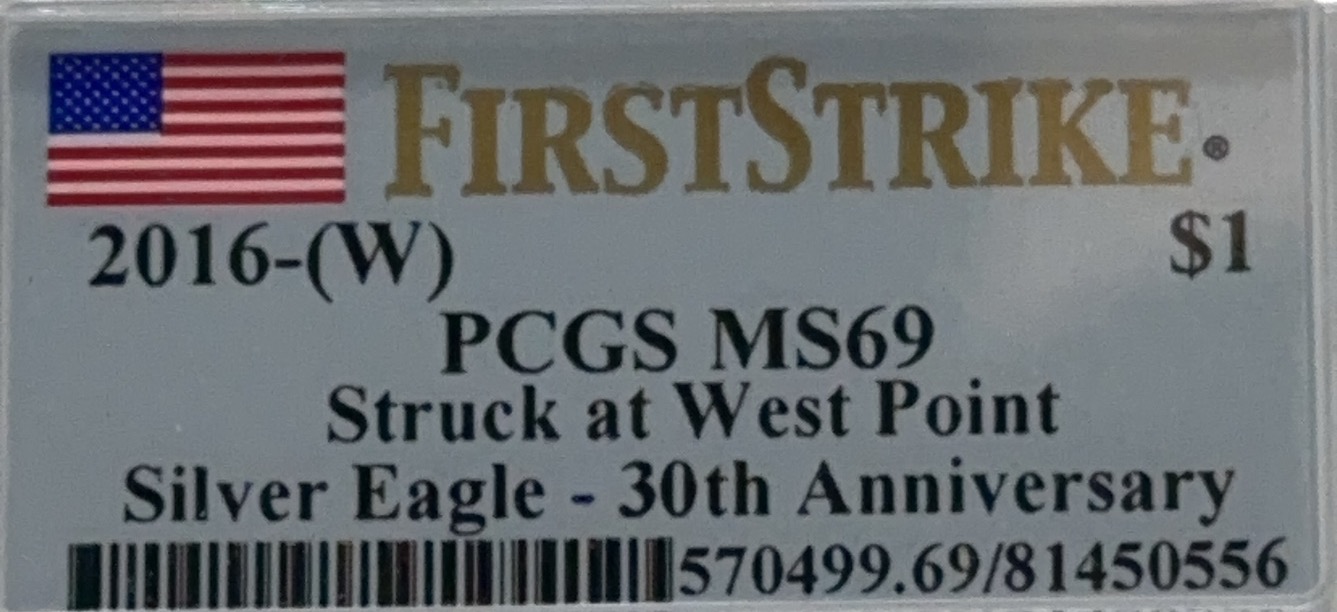 FIRSTSTRIKE®
2016-(W) $1
PCGS MS69
Struck at West Point
Silver Eagle - 30th Anniversary
570499.69/81450556